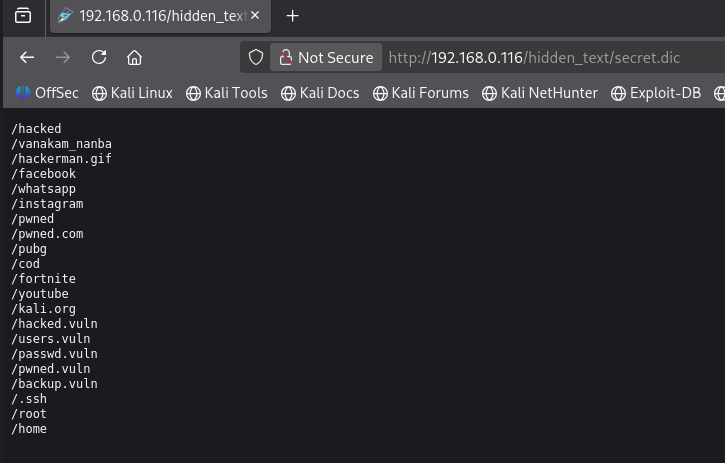 192.168.0.116/hidden_tex
Not Secure http://192.168.0.116/hidden_text/secret.dic
OffSec Kali Linux Kali Tools Kali Docs Kali Forums Kali NetHunter Exploit-DB
/hacked
/vanakam_nanba
/hackerman.gif
/facebook
/whatsapp
/instagram
/pwned
/pwned.com
/pubg
/cod
/fortnite
/youtube
/kali.org
/hacked.vuln
/users.vuln
/passwd.vuln
/pwned.vuln
/backup.vuln
/.ssh
/root
/home